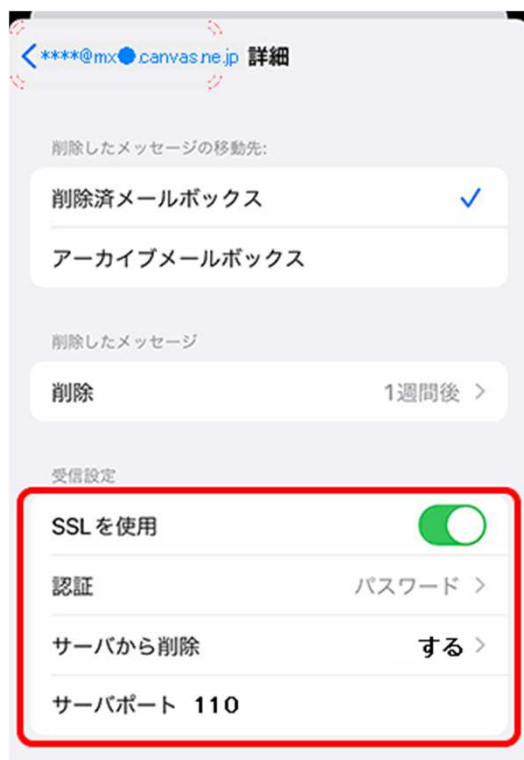 ****@mx●.canvas.ne.jp 詳細
削除したメッセージの移動先:
削除済メールボックス
アーカイブメールボックス
削除したメッセージ
削除 1週間後
受信設定
SSLを使用
認証 パスワード
サーバから削除 する
サーバポート 110